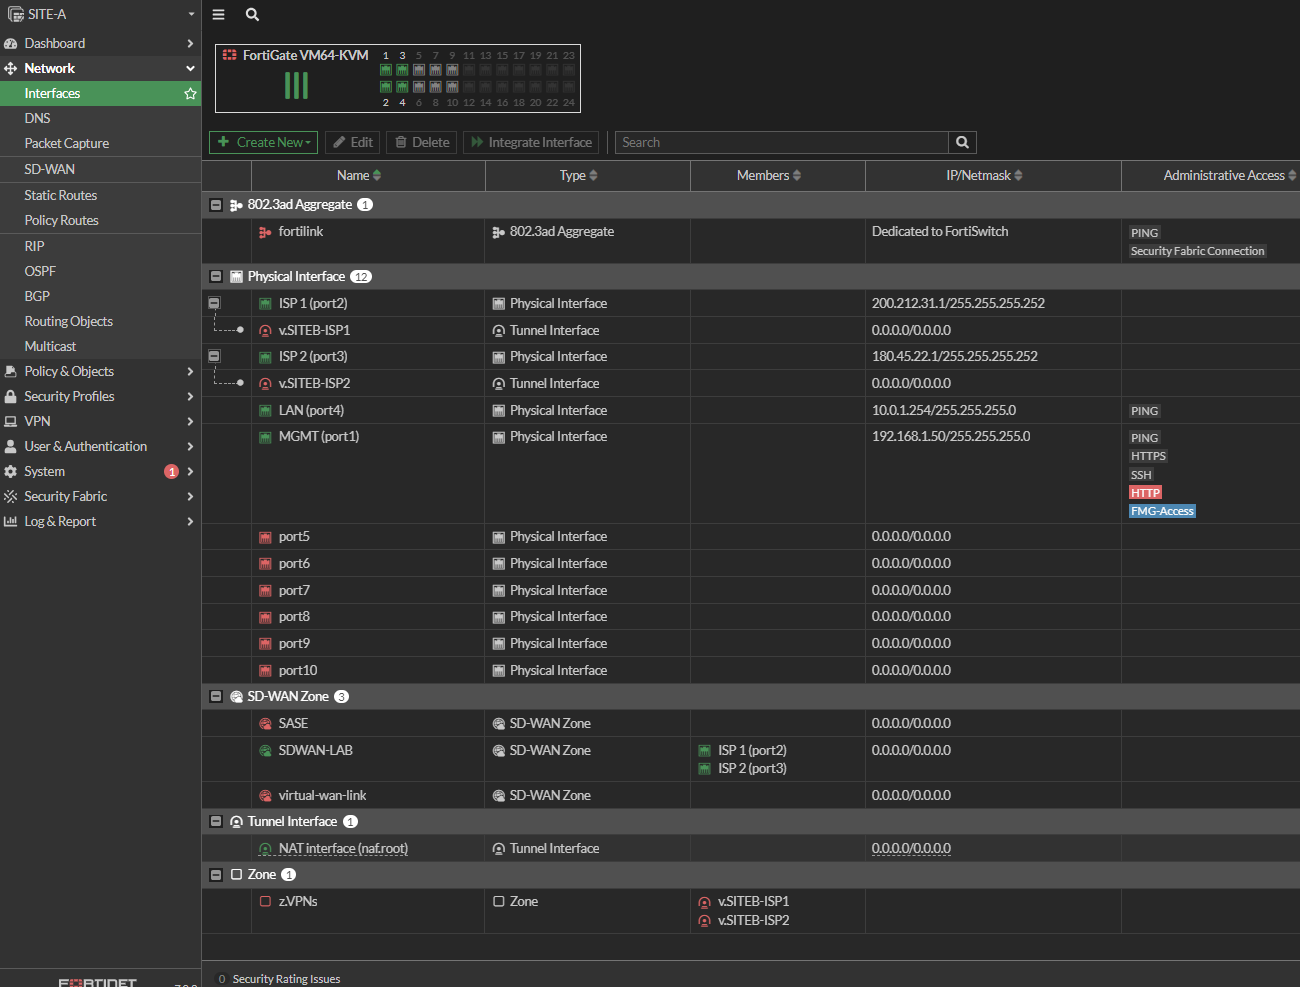 SITE-A
Dashboard
Network
Interfaces
DNS
Packet Capture
SD-WAN
Static Routes
Policy Routes
RIP
OSPF
BGP
Routing Objects
Multicast
Policy & Objects
Security Profiles
VPN
User & Authentication
System 1
Security Fabric
Log & Report
FORTINET
FortiGate VM64-KVM
1 3 5 7 9 11 13 15 17 19 21 23
2 4 6 8 10 12 14 16 18 20 22 24
Create New Edit Delete Integrate Interface Search
Name Type Members IP/Netmask Administrative Access
802.3ad Aggregate 1
fortilink 802.3ad Aggregate Dedicated to FortiSwitch PING
Security Fabric Connection
Physical Interface 12
ISP 1 (port2) Physical Interface 200.212.31.1/255.255.255.252
v.SITEB-ISP1 Tunnel Interface 0.0.0.0/0.0.0.0
ISP 2 (port3) Physical Interface 180.45.22.1/255.255.255.252
v.SITEB-ISP2 Tunnel Interface 0.0.0.0/0.0.0.0
LAN (port4) Physical Interface 10.0.1.254/255.255.255.0 PING
MGMT (port1) Physical Interface 192.168.1.50/255.255.255.0 PING
HTTPS
SSH
HTTP
FMG-Access
port5 Physical Interface 0.0.0.0/0.0.0.0
port6 Physical Interface 0.0.0.0/0.0.0.0
port7 Physical Interface 0.0.0.0/0.0.0.0
port8 Physical Interface 0.0.0.0/0.0.0.0
port9 Physical Interface 0.0.0.0/0.0.0.0
port10 Physical Interface 0.0.0.0/0.0.0.0
SD-WAN Zone 3
SASE SD-WAN Zone 0.0.0.0/0.0.0.0
SDWAN-LAB SD-WAN Zone ISP 1 (port2) 0.0.0.0/0.0.0.0
ISP 2 (port3)
virtual-wan-link SD-WAN Zone 0.0.0.0/0.0.0.0
Tunnel Interface 1
NAT interface (naf.root) Tunnel Interface 0.0.0.0/0.0.0.0
Zone 1
z.VPNs Zone v.SITEB-ISP1
v.SITEB-ISP2
0 Security Rating Issues